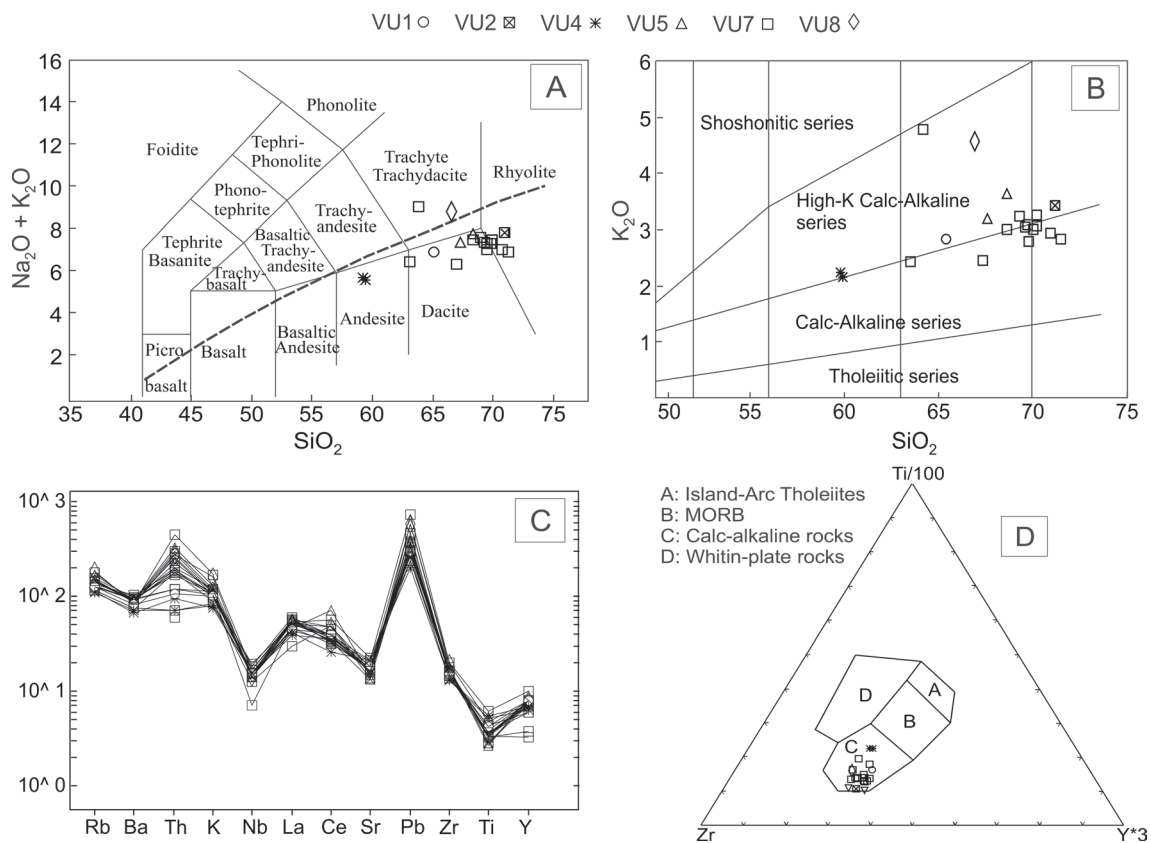 VU1 VU2 VU4 VU5 VU7 VU8
A
Na₂O + K₂O
16
14
12
10
8
6
4
2
35 40 45 50 55 60 65 70 75
SiO₂
Foidite
Phonolite
Tephri-
Phonolite
Phono-
tephrite
Tephrite
Basanite
Trachyte
Trachydacite
Rhyolite
Trachy-
andesite
Basaltic
Trachy-
andesite
Trachy-
basalt
Picro
basalt
Basalt
Basaltic
Andesite
Andesite
Dacite
B
K₂O
6
5
4
3
2
1
50 55 60 65 70 75
SiO₂
Shoshonitic series
High-K Calc-Alkaline
series
Calc-Alkaline series
Tholeiitic series
C
10^ 3
10^ 2
10^ 1
10^ 0
Rb Ba Th K Nb La Ce Sr Pb Zr Ti Y
Ti/100
A: Island-Arc Tholeiites
B: MORB
C: Calc-alkaline rocks
D: Whitin-plate rocks
D
D
A
B
C
Zr
Y*3